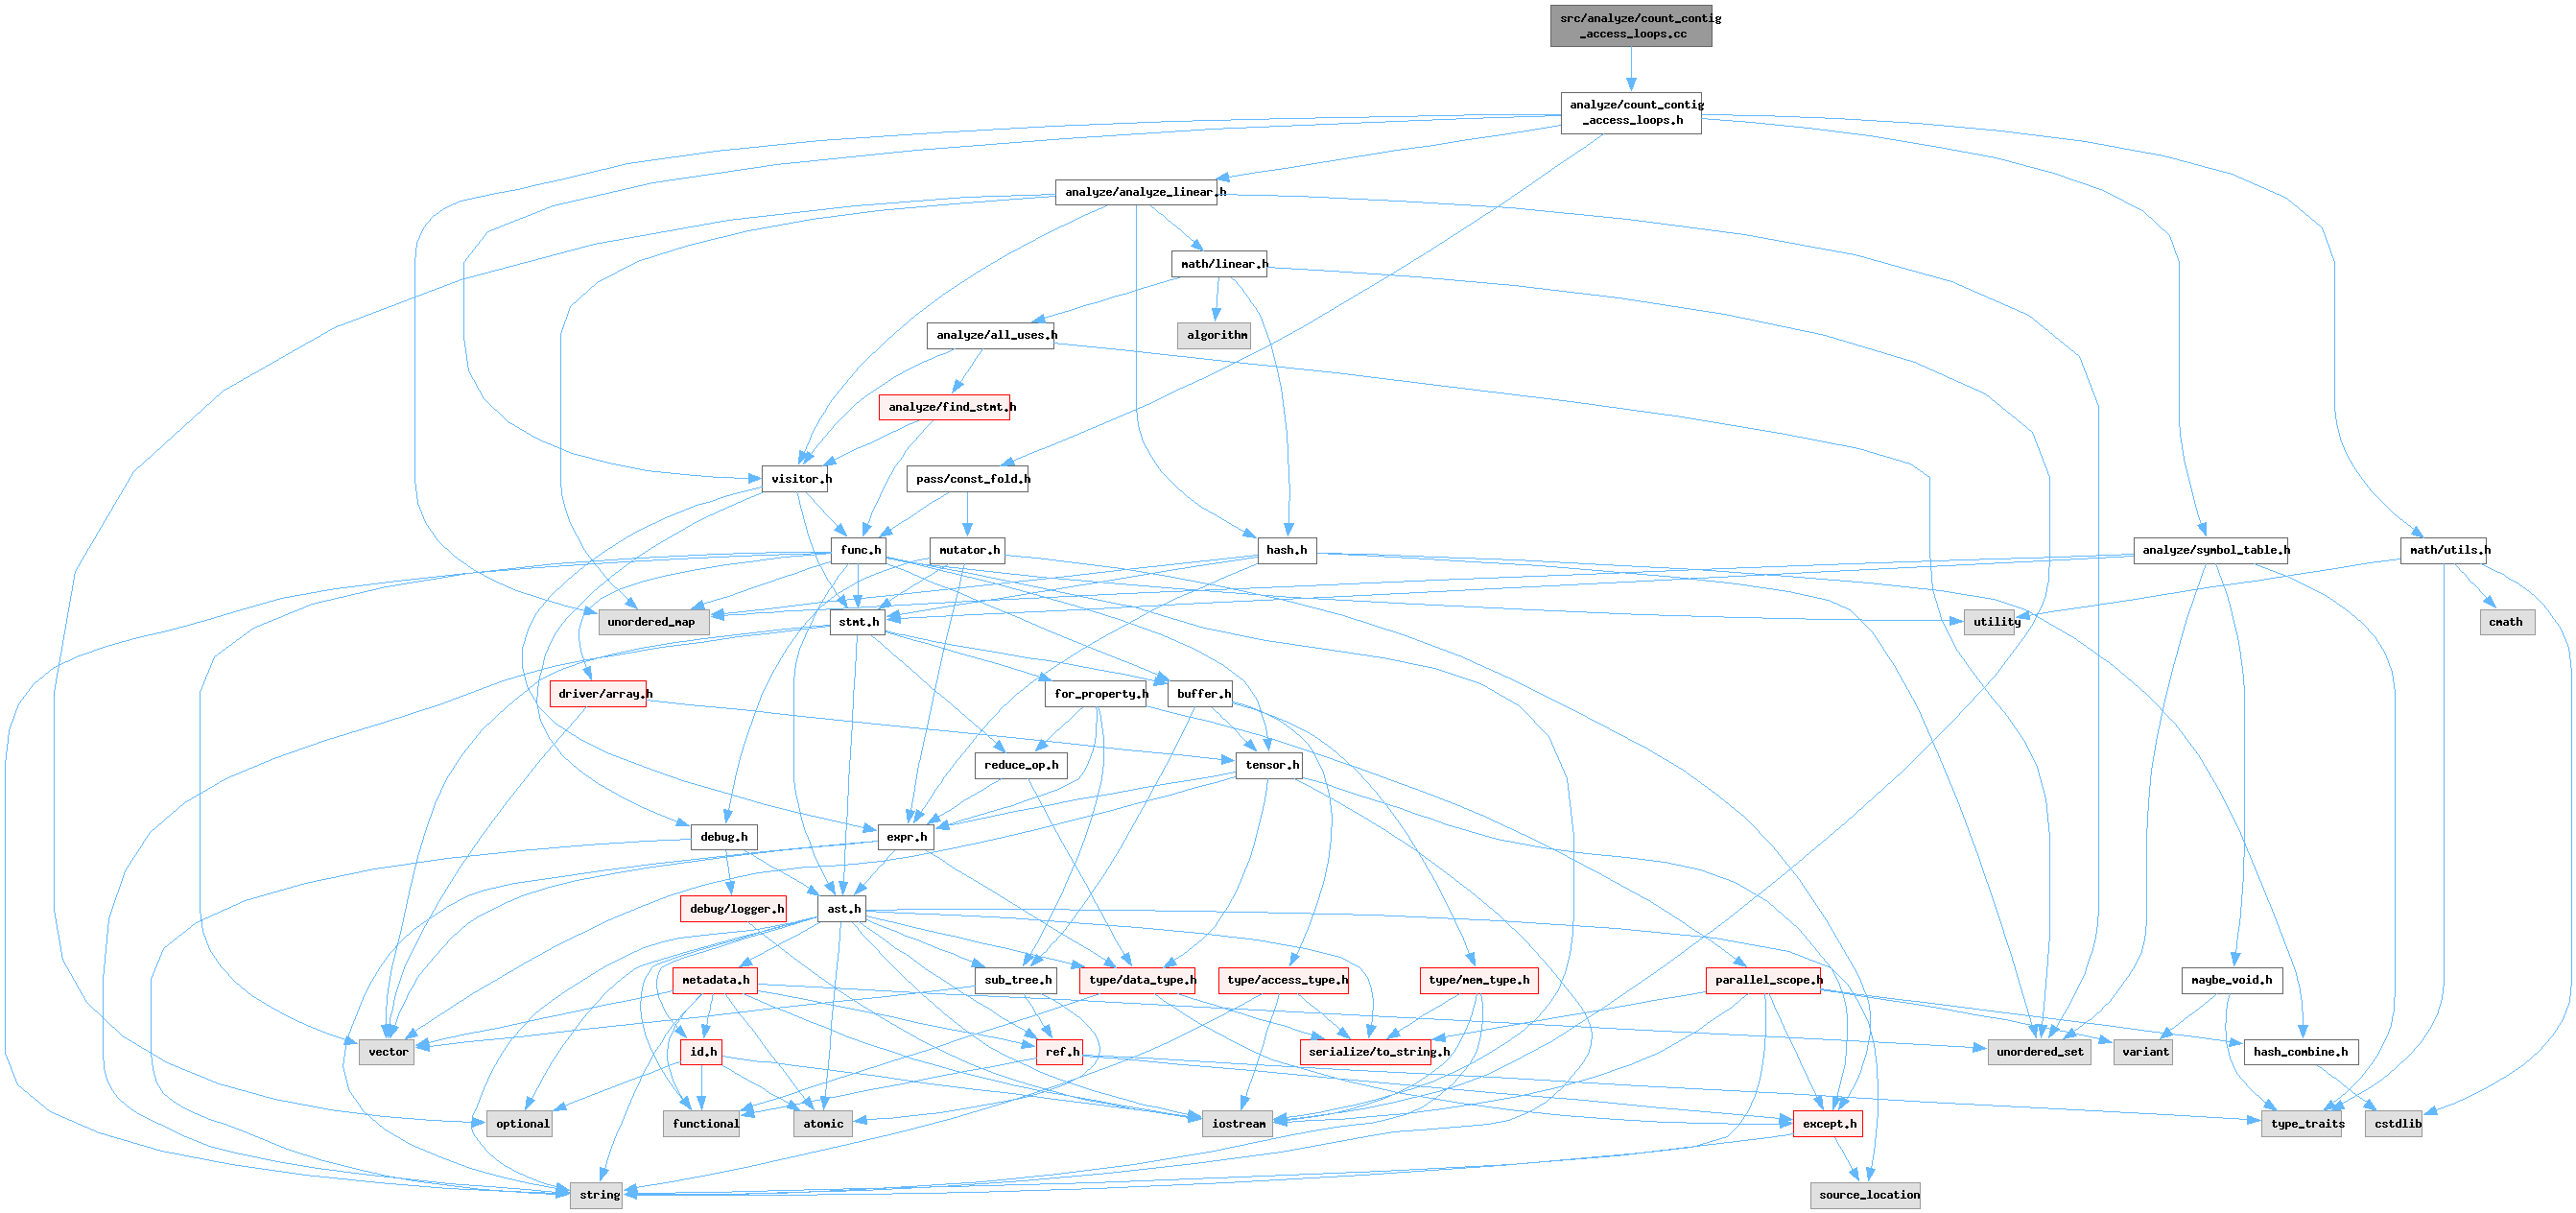 src/analyze/count_contig
_access_loops.cc
analyze/count_contig
_access_loops.h
analyze/analyze_linear.h
math/linear.h
analyze/all_uses.h
algorithm
analyze/find_stmt.h
visitor.h
pass/const_fold.h
func.h
mutator.h
hash.h
analyze/symbol_table.h
math/utils.h
unordered_map
stmt.h
utility
cmath
driver/array.h
for_property.h
buffer.h
reduce_op.h
tensor.h
debug.h
expr.h
debug/logger.h
ast.h
metadata.h
sub_tree.h
type/data_type.h
type/access_type.h
type/mem_type.h
parallel_scope.h
maybe_void.h
vector
id.h
ref.h
serialize/to_string.h
unordered_set
variant
hash_combine.h
optional
functional
atomic
iostream
except.h
type_traits
cstdlib
string
source_location